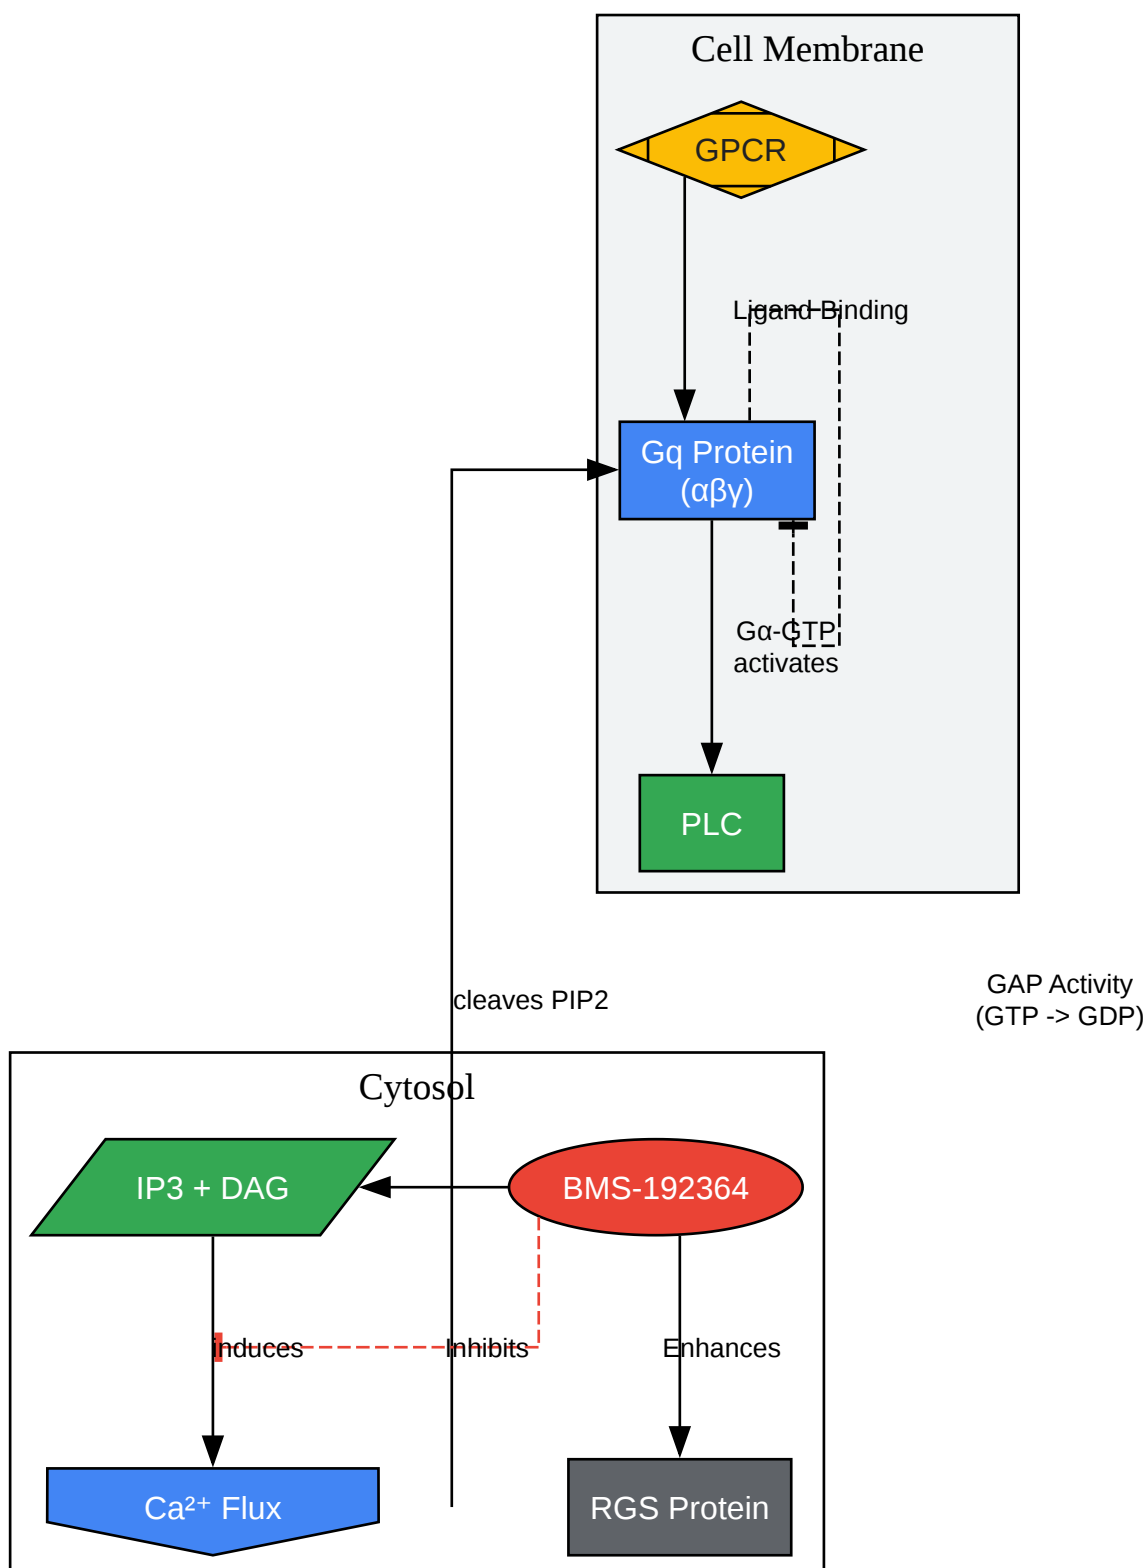 Cell Membrane
GPCR
Ligand Binding
Gq Protein
(αβγ)
Gα-GTP
activates
PLC
cleaves PIP2
GAP Activity
(GTP -> GDP)
Cytosol
IP3 + DAG
BMS-192364
induces
Inhibits
Enhances
Ca²⁺ Flux
RGS Protein